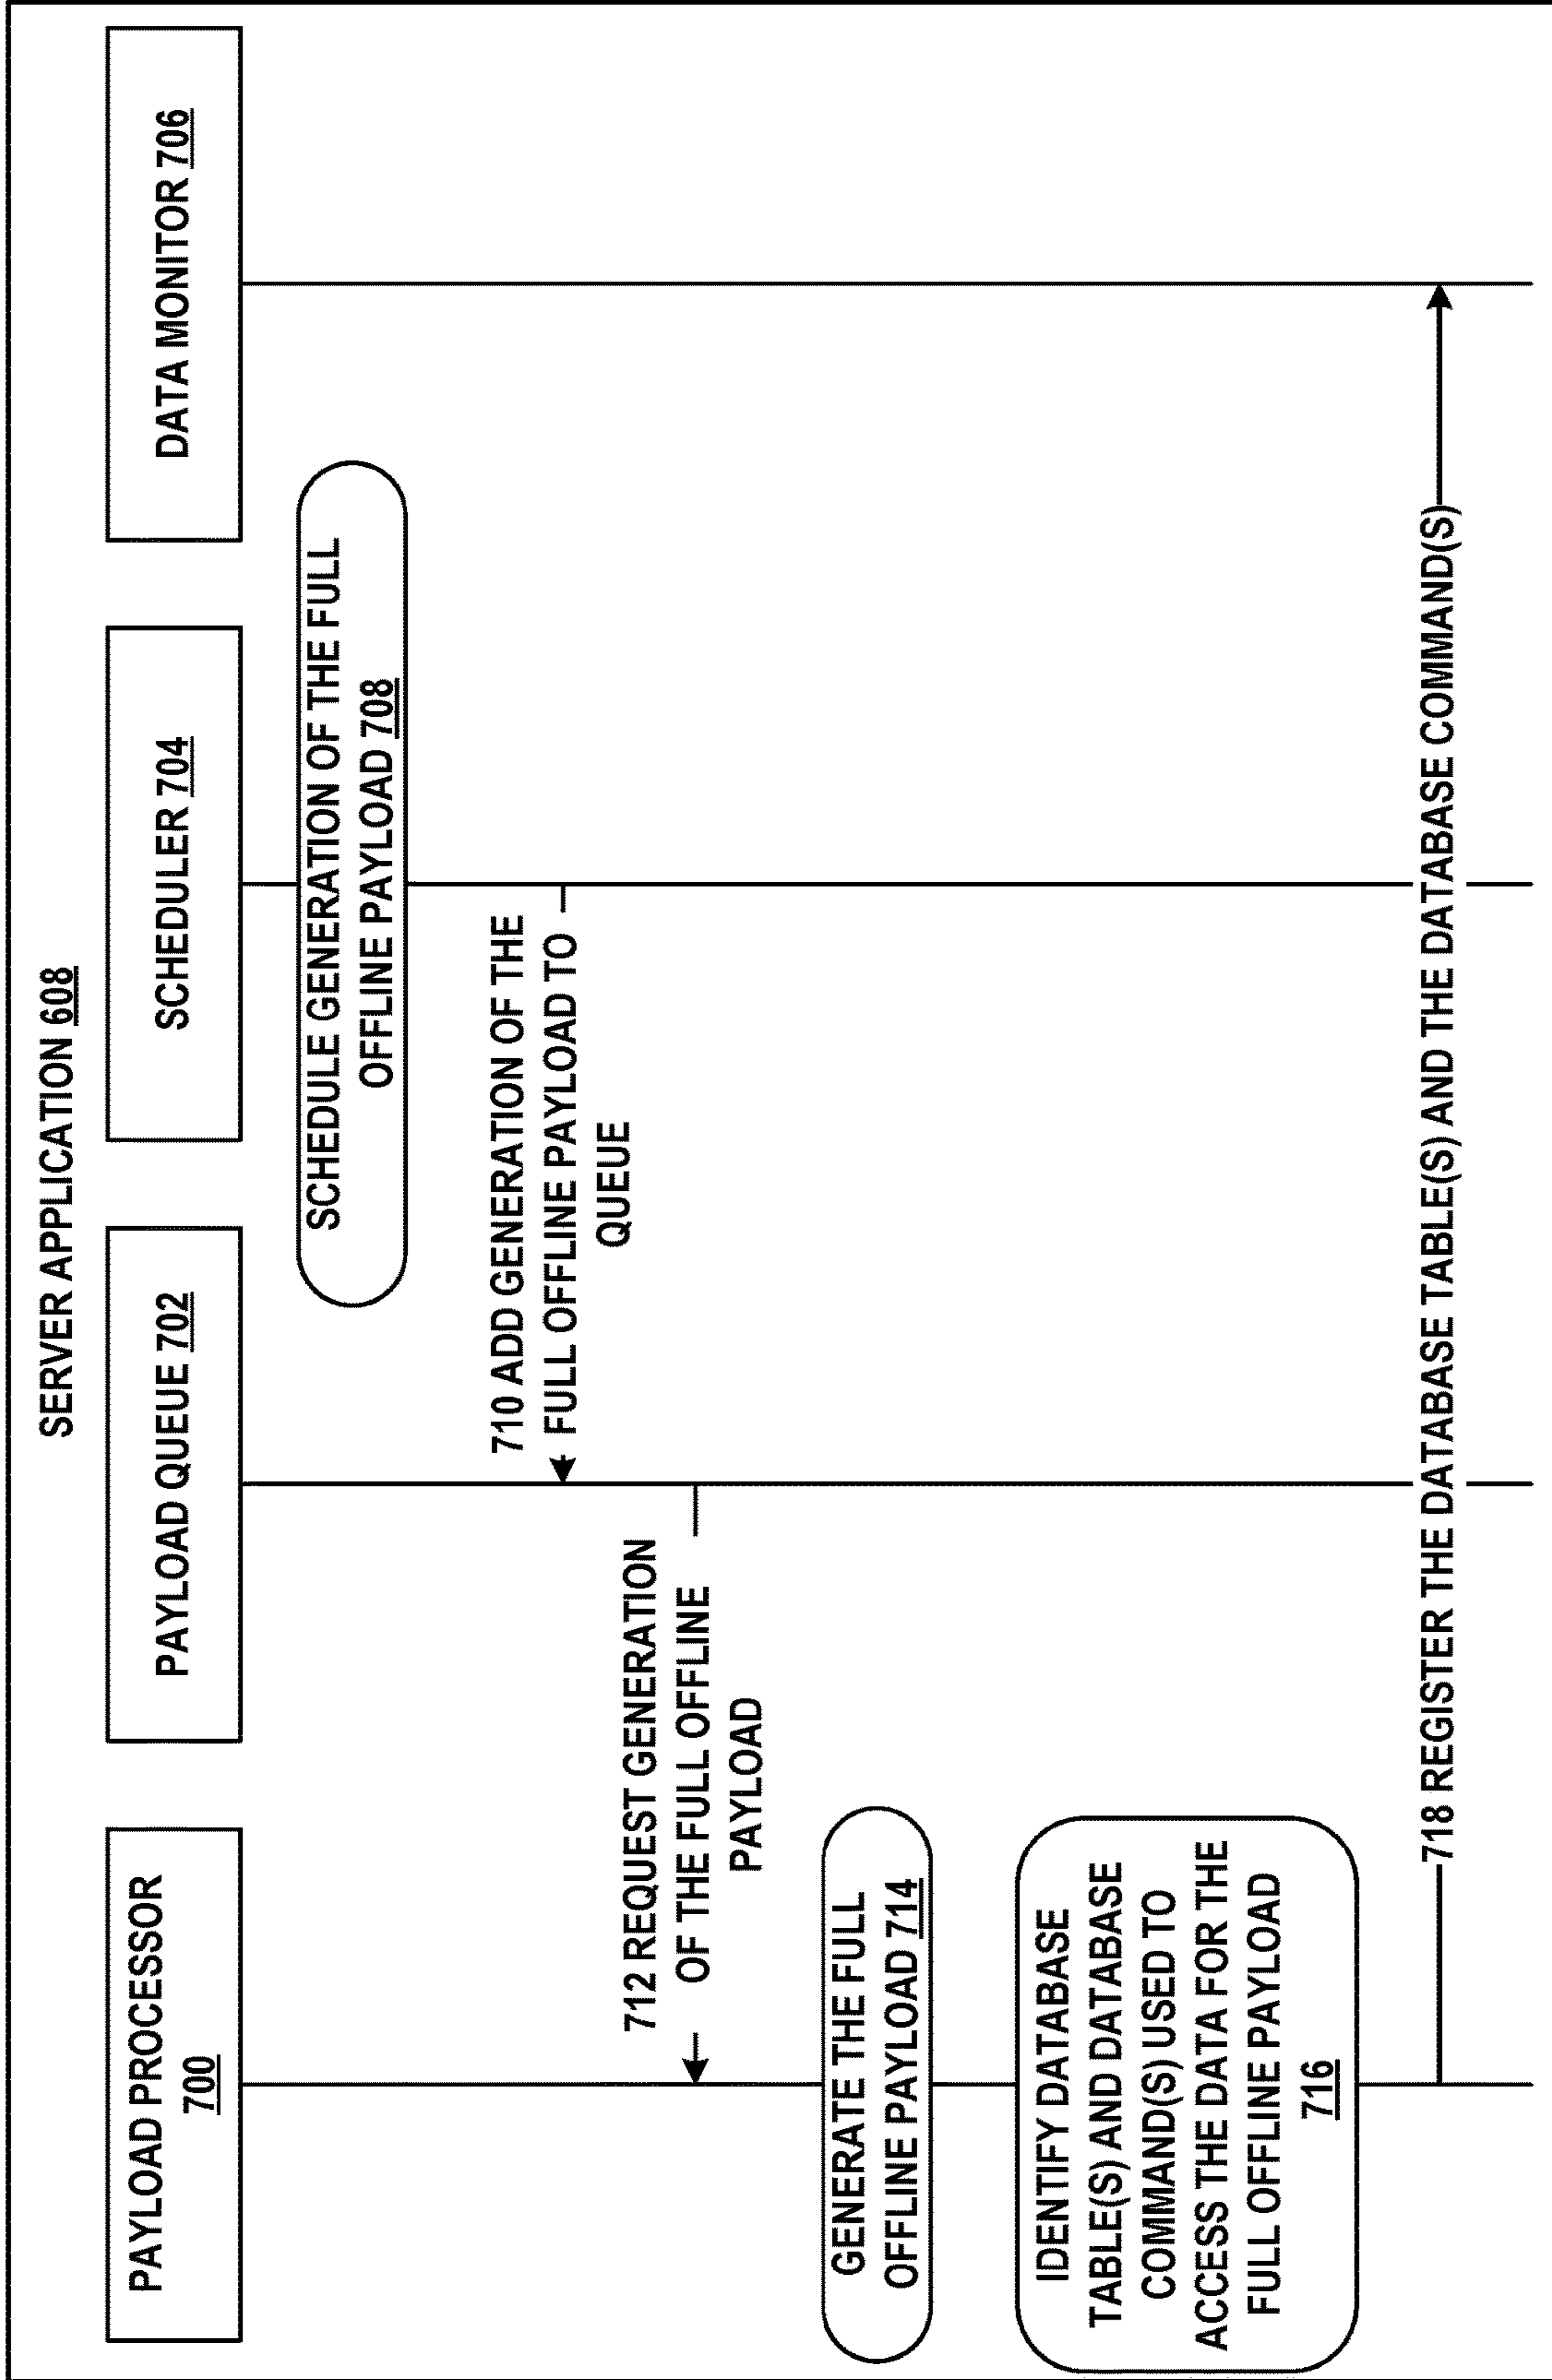 SERVER APPLICATION 608
PAYLOAD PROCESSOR
700
PAYLOAD QUEUE 702
SCHEDULER 704
DATA MONITOR 706
SCHEDULE GENERATION OF THE FULL
OFFLINE PAYLOAD 708
710 ADD GENERATION OF THE
FULL OFFLINE PAYLOAD TO
QUEUE
712 REQUEST GENERATION
OF THE FULL OFFLINE
PAYLOAD
GENERATE THE FULL
OFFLINE PAYLOAD 714
IDENTIFY DATABASE
TABLE(S) AND DATABASE
COMMAND(S) USED TO
ACCESS THE DATA FOR THE
FULL OFFLINE PAYLOAD
716
718 REGISTER THE DATABASE TABLE(S) AND THE DATABASE COMMAND(S)